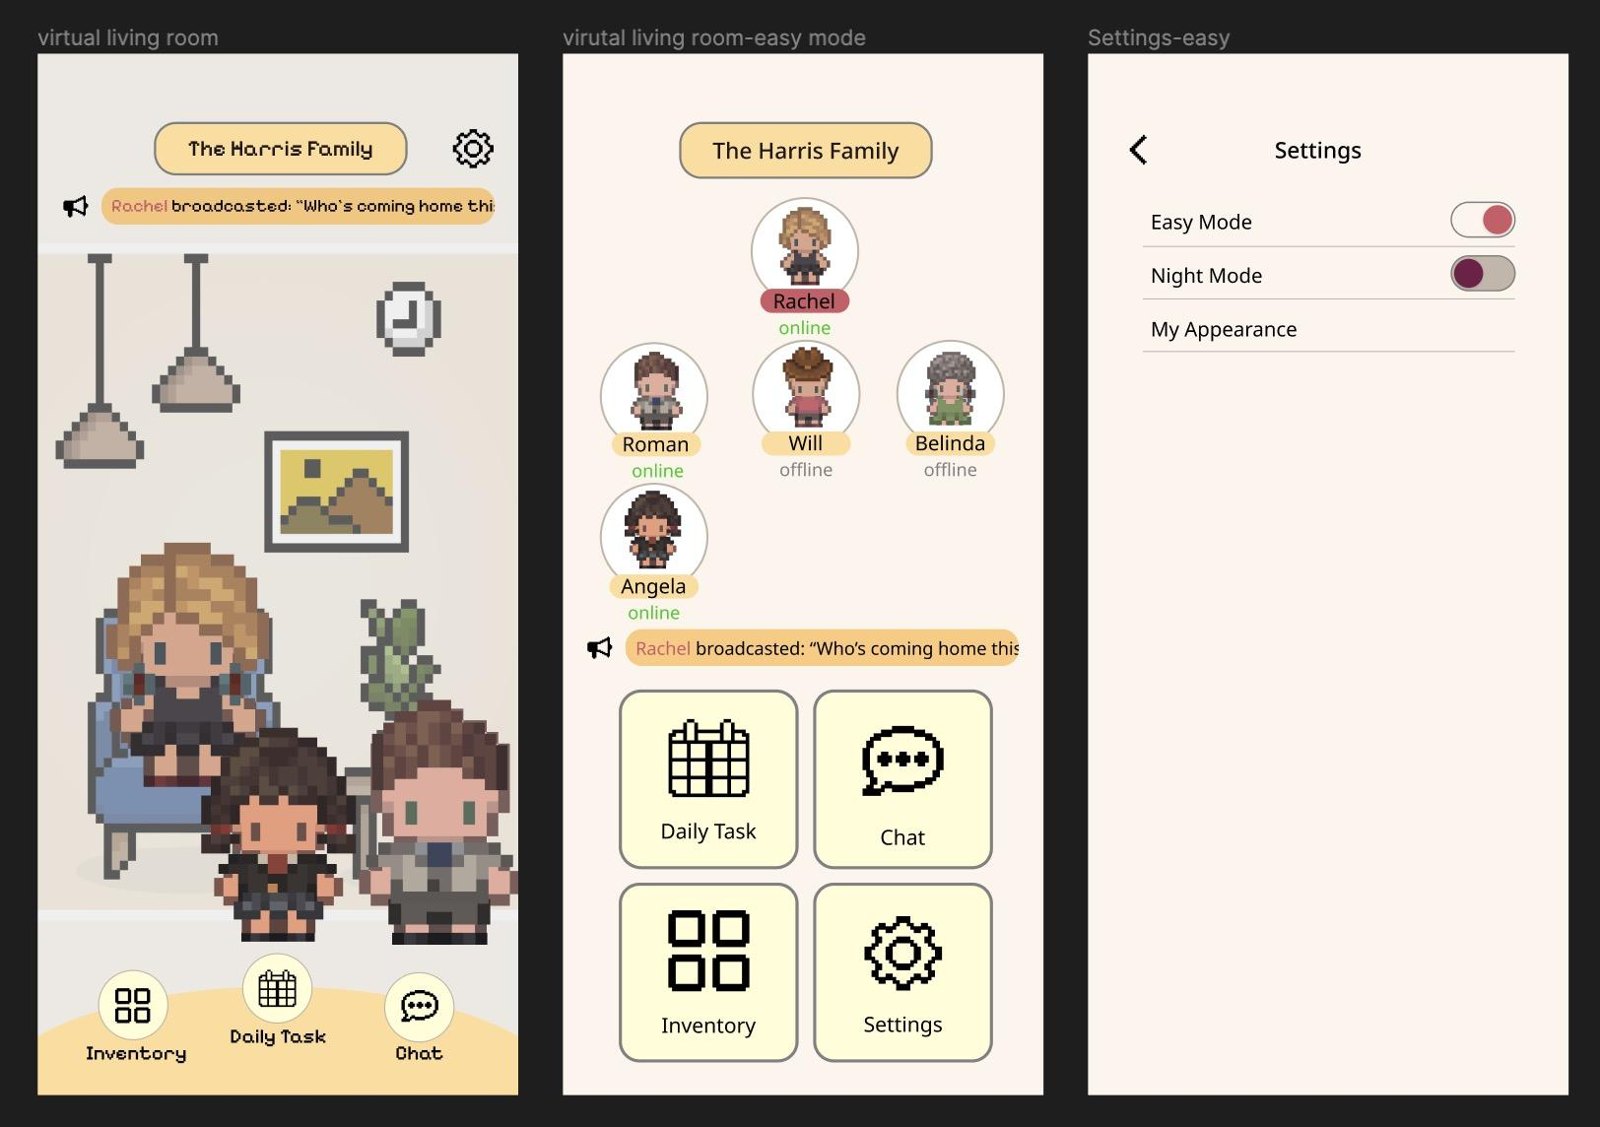 virtual living room
The Harris Family
Rachel broadcasted: “Who’s coming home thi
Inventory
Daily Task
Chat
virutal living room-easy mode
The Harris Family
Rachel
online
Roman
online
Will
offline
Belinda
offline
Angela
online
Rachel broadcasted: “Who’s coming home this
Daily Task
Chat
Inventory
Settings
Settings-easy
Settings
Easy Mode
Night Mode
My Appearance